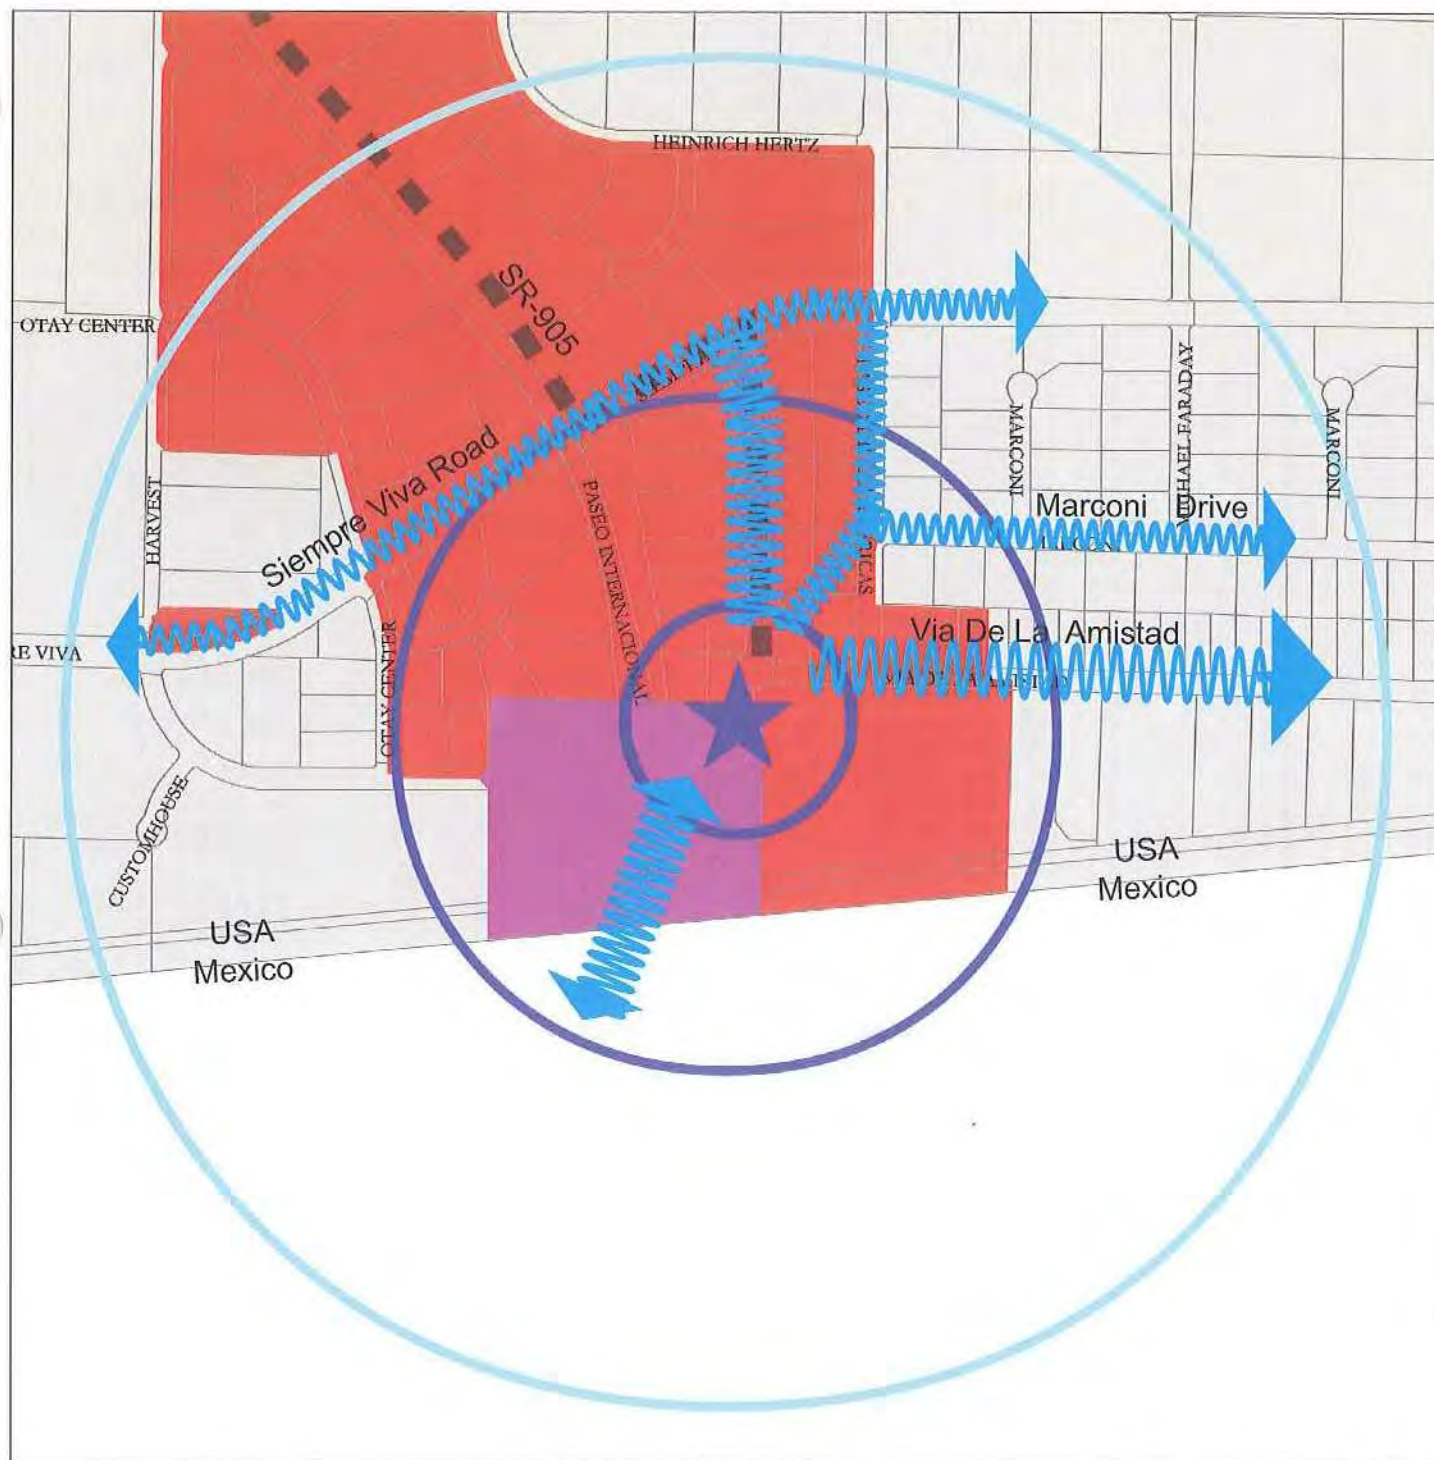 HEINRICH HERTZ
SR-905
OTAY CENTER
MARCONI
MICHAEL FARADAY
MARCONI
Siempre Viva Road
HARVEST
PASEO INTERNACIONAL
Marconi Drive
MARCONI
Via De La Amistad
RE VIVA
OTAY CENTER
CUSTOMHOUSE
USA
Mexico
USA
Mexico